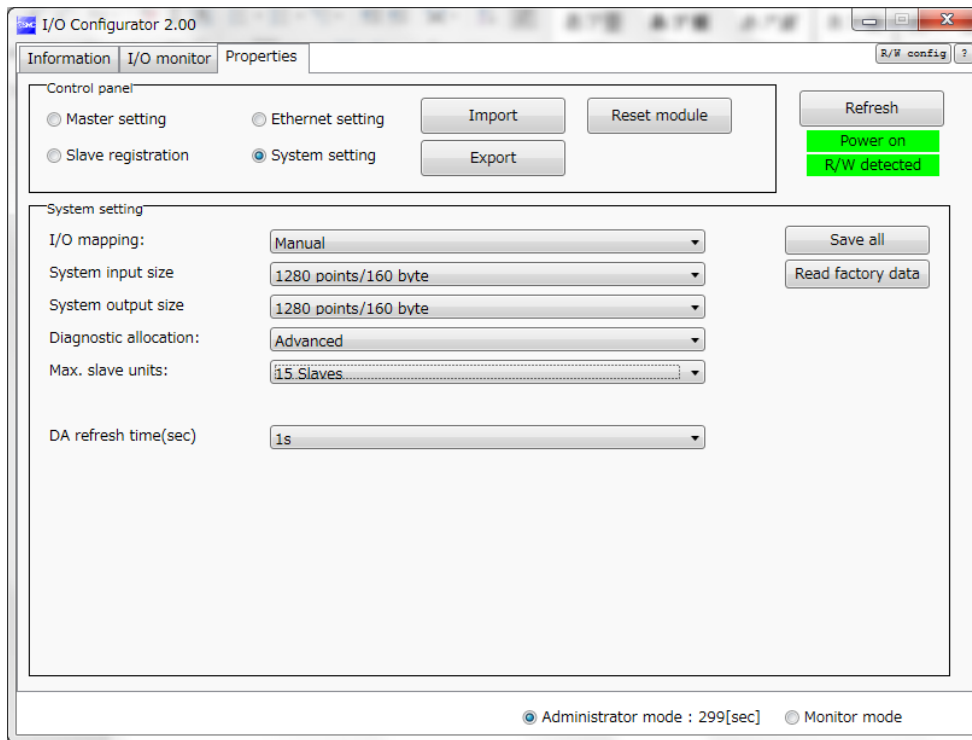 I/O Configurator 2.00
Information I/O monitor Properties R/W config ?
Control panel
Master setting Ethernet setting Import Reset module Refresh
Slave registration System setting Export Power on
R/W detected
System setting
I/O mapping: Manual Save all
System input size 1280 points/160 byte Read factory data
System output size 1280 points/160 byte
Diagnostic allocation: Advanced
Max. slave units: 15 Slaves
DA refresh time(sec) 1s
Administrator mode : 299[sec] Monitor mode